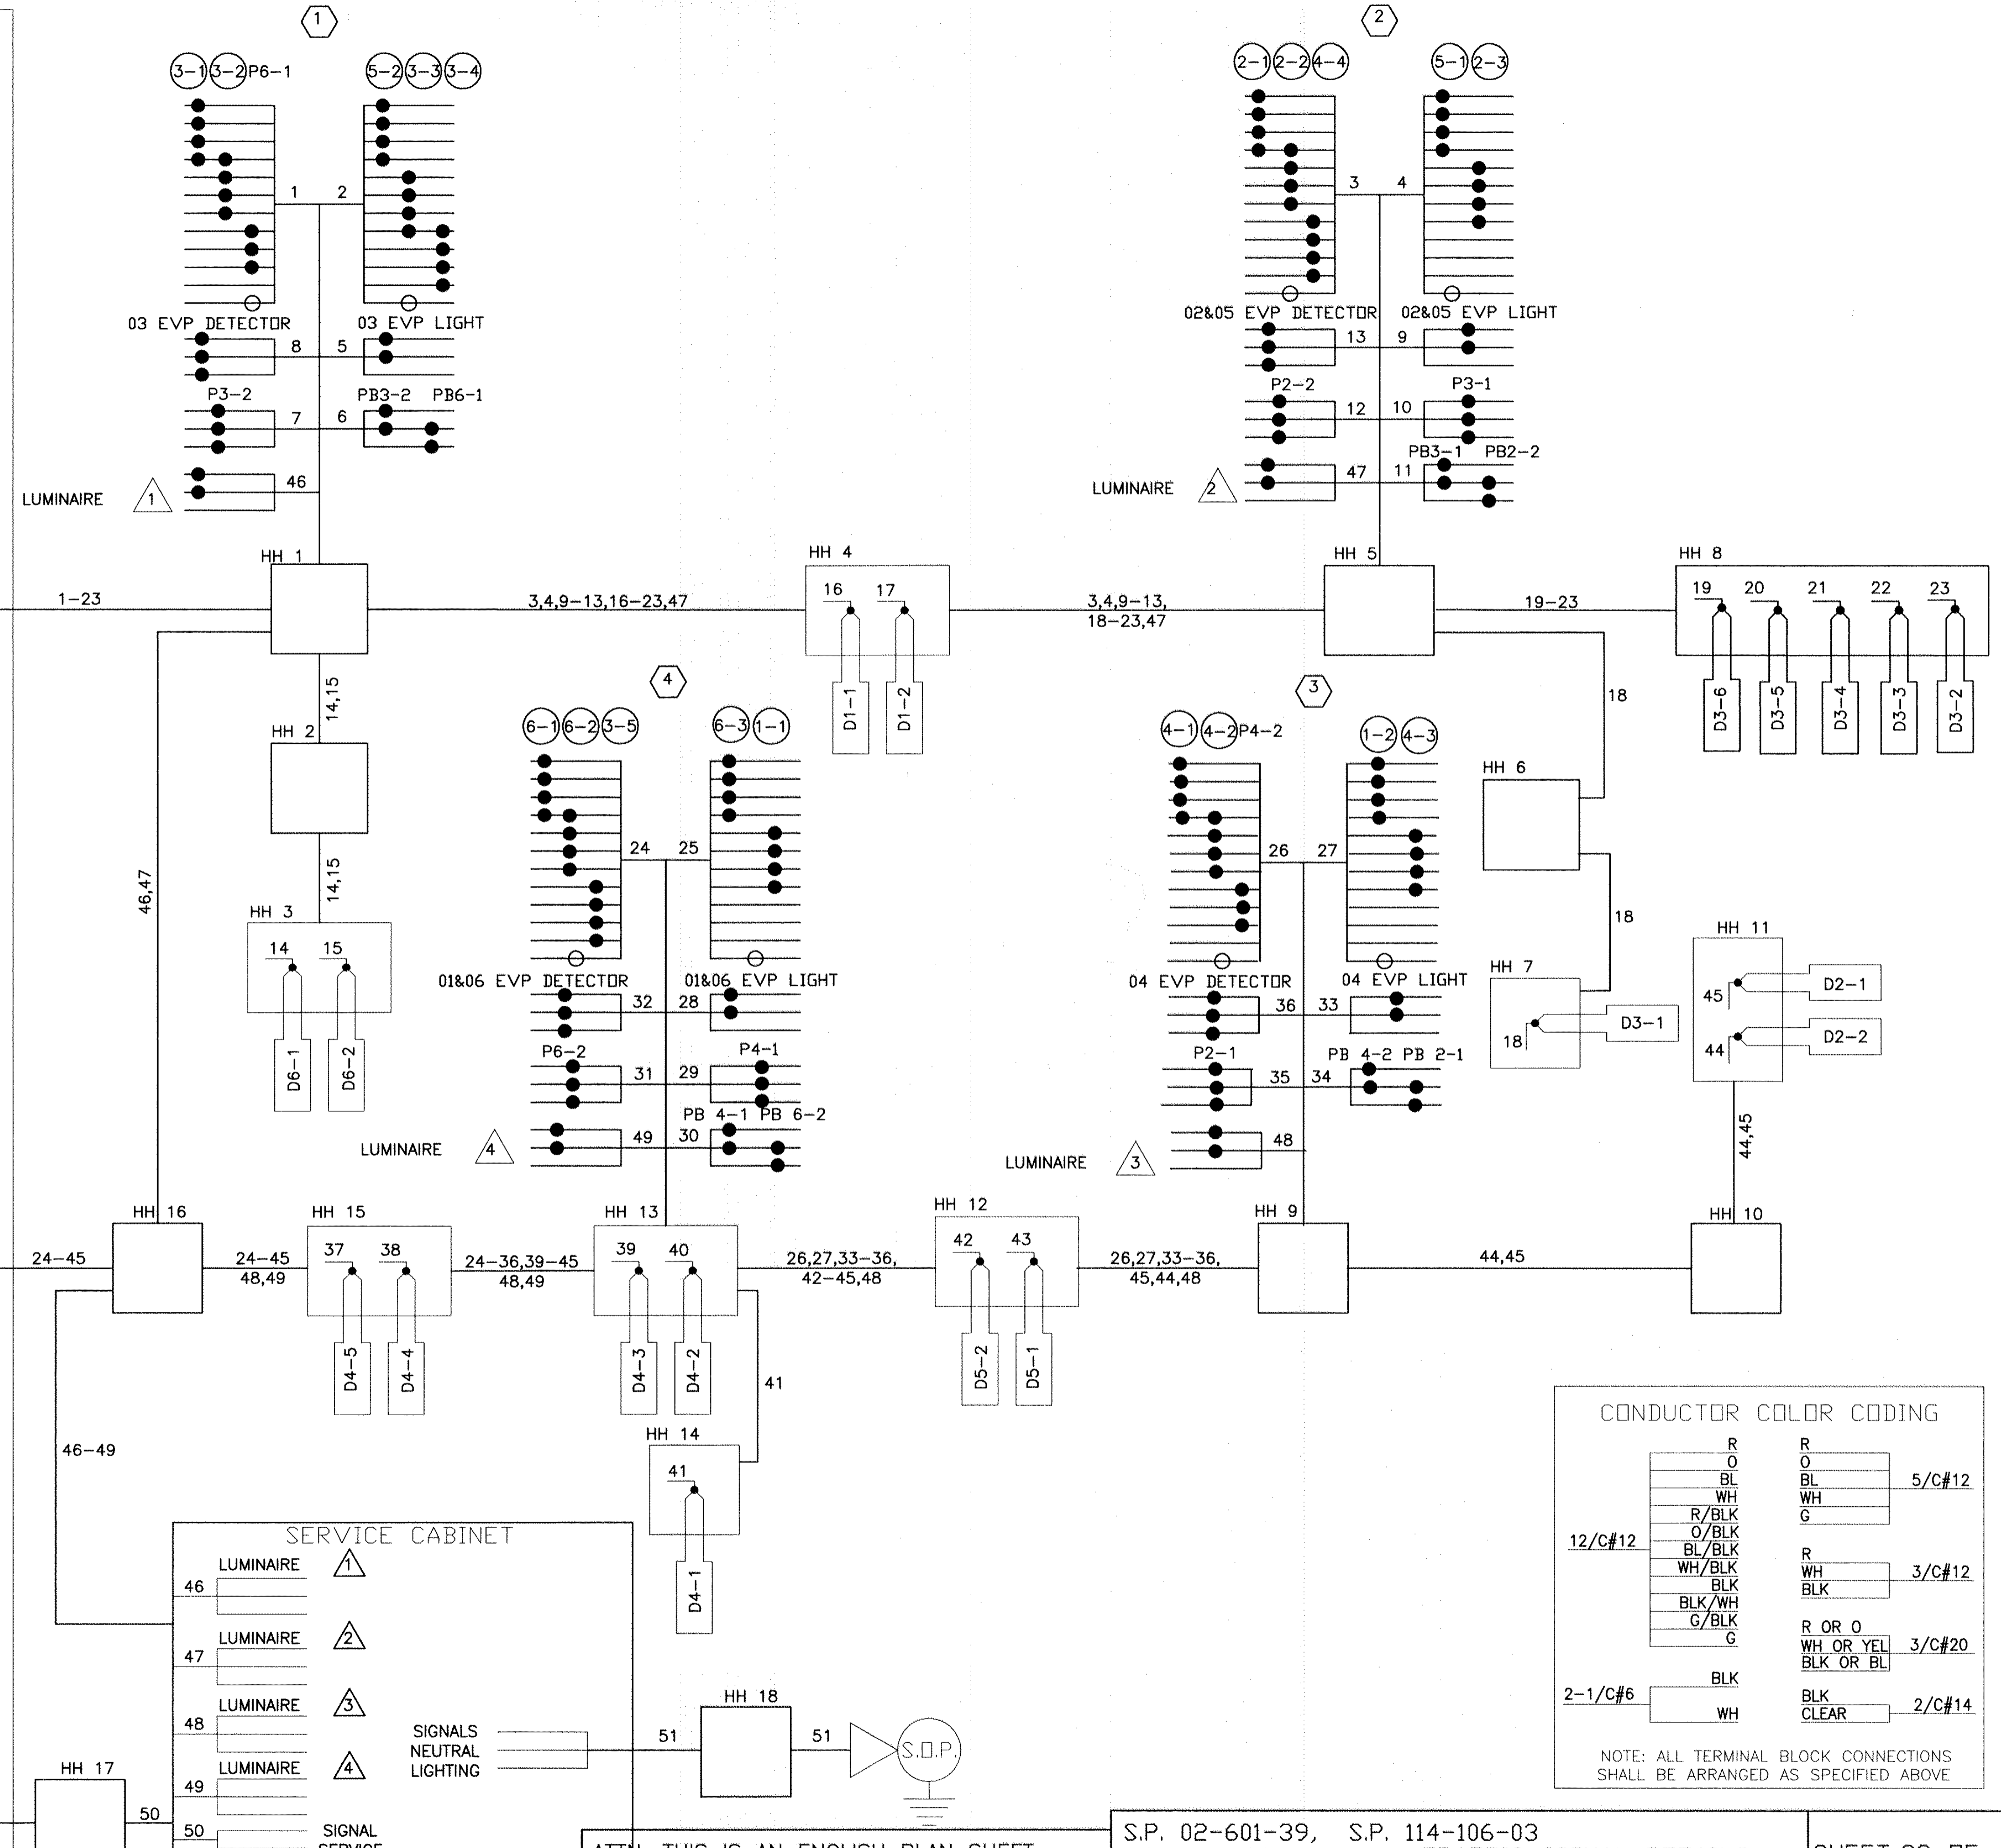 1
2
3-1 3-2 P6-1 5-2 3-3 3-4
2-1 2-2 4-4 5-1 2-3
1 2
3 4
03 EVP DETECTOR 03 EVP LIGHT
02&05 EVP DETECTOR 02&05 EVP LIGHT
8 5
13 9
P3-2 PB3-2 PB6-1
P2-2 P3-1
7 6
12 10
PB3-1 PB2-2
LUMINAIRE 1 46
LUMINAIRE 2 47 11
HH 1 HH 4 HH 5 HH 8
1-23
3,4,9-13,16-23,47
16 17
3,4,9-13,
18-23,47
19-23
19 20 21 22 23
D1-1 D1-2
D3-6 D3-5 D3-4 D3-3 D3-2
14,15
18
4
3
HH 2
6-1 6-2 3-5 6-3 1-1
4-1 4-2 P4-2 1-2 4-3
HH 6
24 25
26 27
46,47
14,15
18
HH 3
14 15
D6-1 D6-2
HH 11
45 D2-1
44 D2-2
HH 7
18 D3-1
01&06 EVP DETECTOR 01&06 EVP LIGHT
04 EVP DETECTOR 04 EVP LIGHT
32 28
36 33
P6-2 P4-1
P2-1 PB 4-2 PB 2-1
31 29
35 34
PB 4-1 PB 6-2
LUMINAIRE 4 49 30
LUMINAIRE 3 48
44,45
HH 16 HH 15 HH 13 HH 12 HH 9 HH 10
24-45
24-45
48,49
37 38
24-36,39-45
48,49
39 40
26,27,33-36,
42-45,48
42 43
26,27,33-36,
45,44,48
44,45
D4-5 D4-4
D4-3 D4-2
D5-2 D5-1
41
HH 14
41
D4-1
46-49
CONDUCTOR COLOR CODING
R
O
BL
WH
R/BLK
O/BLK
BL/BLK
WH/BLK
BLK
BLK/WH
G/BLK
G
12/C#12
R
O
BL
WH
G
5/C#12
R
WH
BLK
3/C#12
R OR O
WH OR YEL
BLK OR BL
3/C#20
BLK
WH
2-1/C#6
BLK
CLEAR
2/C#14
NOTE: ALL TERMINAL BLOCK CONNECTIONS
SHALL BE ARRANGED AS SPECIFIED ABOVE
SERVICE CABINET
LUMINAIRE 1
46
LUMINAIRE 2
47
LUMINAIRE 3
48
LUMINAIRE 4
49
50 SIGNAL
SERVICE
HH 17
50
SIGNALS
NEUTRAL
LIGHTING
51
HH 18
51
S.O.P.
ATTN: THIS IS AN ENOUGH PLAN SHEET
S.P. 02-601-39, S.P. 114-106-03